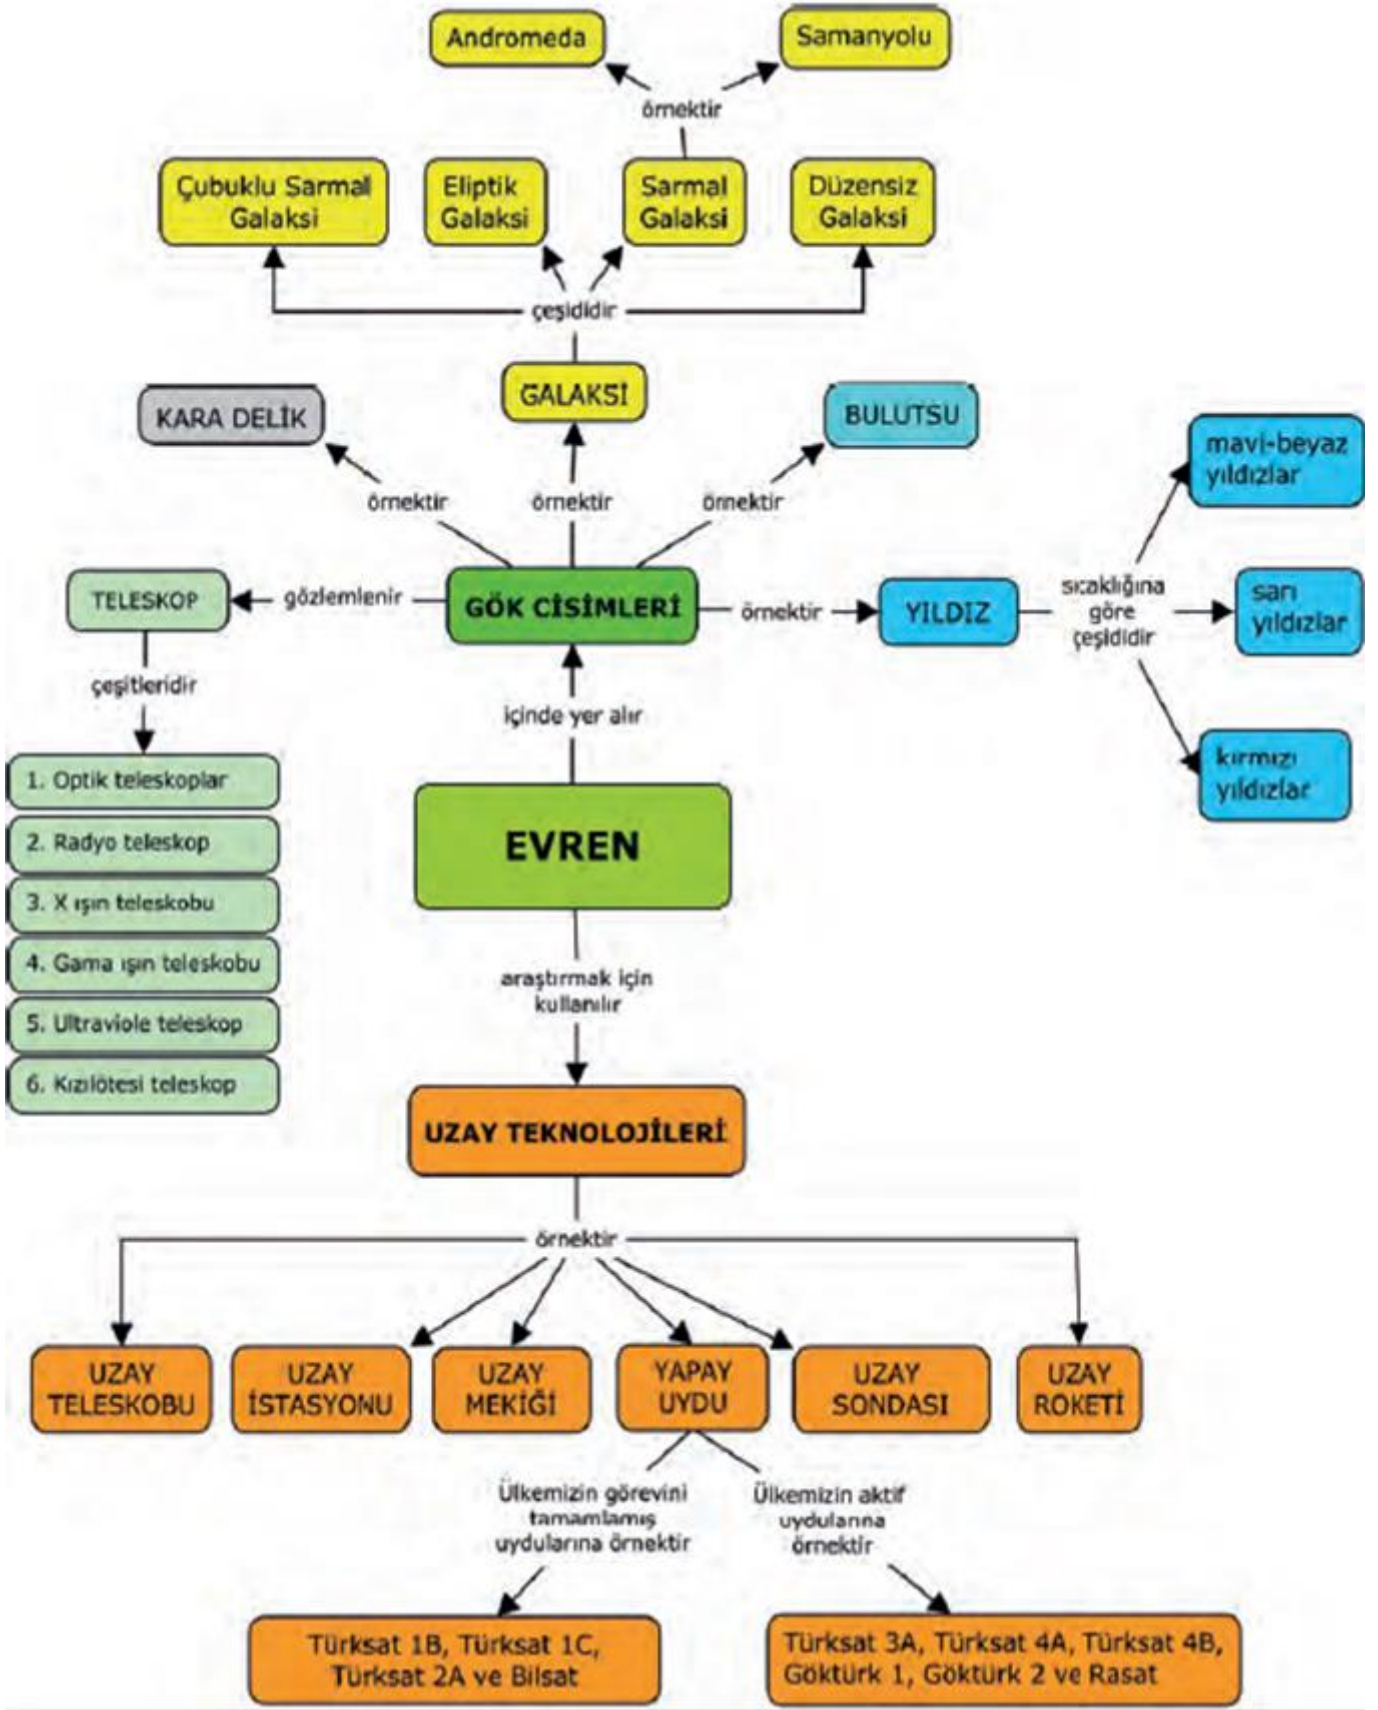 Andromeda
Samanyolu
örnektir
Çubuklu Sarmal
Galaksi
Eliptik
Galaksi
Sarmal
Galaksi
Düzensiz
Galaksi
çeşididir
GALAKSİ
KARA DELİK
BULUTSU
örnektir
örnektir
örnektir
mavi-beyaz
yıldızlar
TELESKOP
gözlemlenir
GÖK CİSİMLERİ
örnektir
YILDIZ
sıcaklığına
göre
çeşididir
sarı
yıldızlar
kırmızı
yıldızlar
çeşitleridir
1. Optik teleskoplar
2. Radyo teleskop
3. X ışın teleskobu
4. Gama ışın teleskobu
5. Ultraviole teleskop
6. Kızılötesi teleskop
içinde yer alır
EVREN
araştırmak için
kullanılır
UZAY TEKNOLOJİLERİ
örnektir
UZAY
TELESKOBU
UZAY
İSTASYONU
UZAY
MEKİĞİ
YAPAY
UYDU
UZAY
SONDASI
UZAY
ROKETİ
Ülkemizin görevini
tamamlamış
uydularına örnektir
Ülkemizin aktif
uydularına
örnektir
Türksat 1B, Türksat 1C,
Türksat 2A ve Bilsat
Türksat 3A, Türksat 4A, Türksat 4B,
Göktürk 1, Göktürk 2 ve Rasat